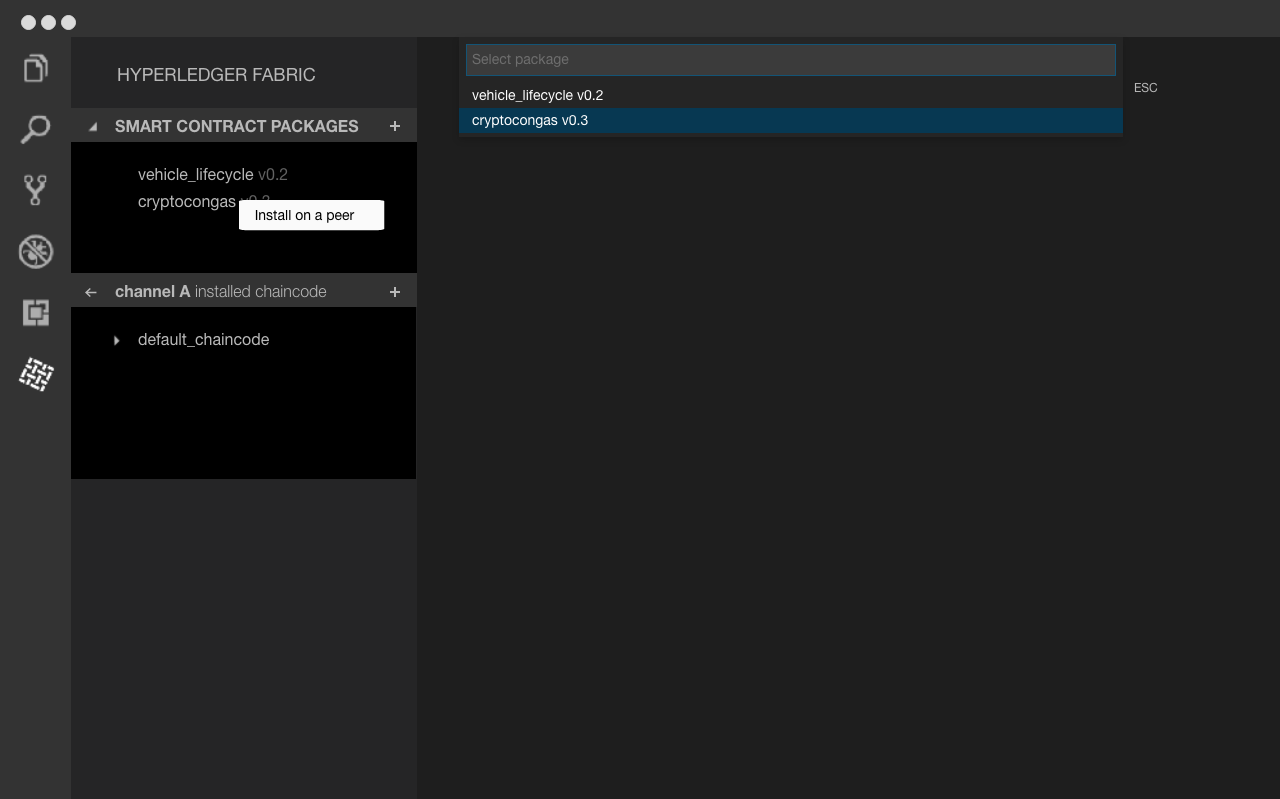 HYPERLEDGER FABRIC
SMART CONTRACT PACKAGES +
vehicle_lifecycle v0.2
cryptocongas
Install on a peer
← channel A installed chaincode +
default_chaincode
Select package
vehicle_lifecycle v0.2
cryptocongas v0.3
ESC